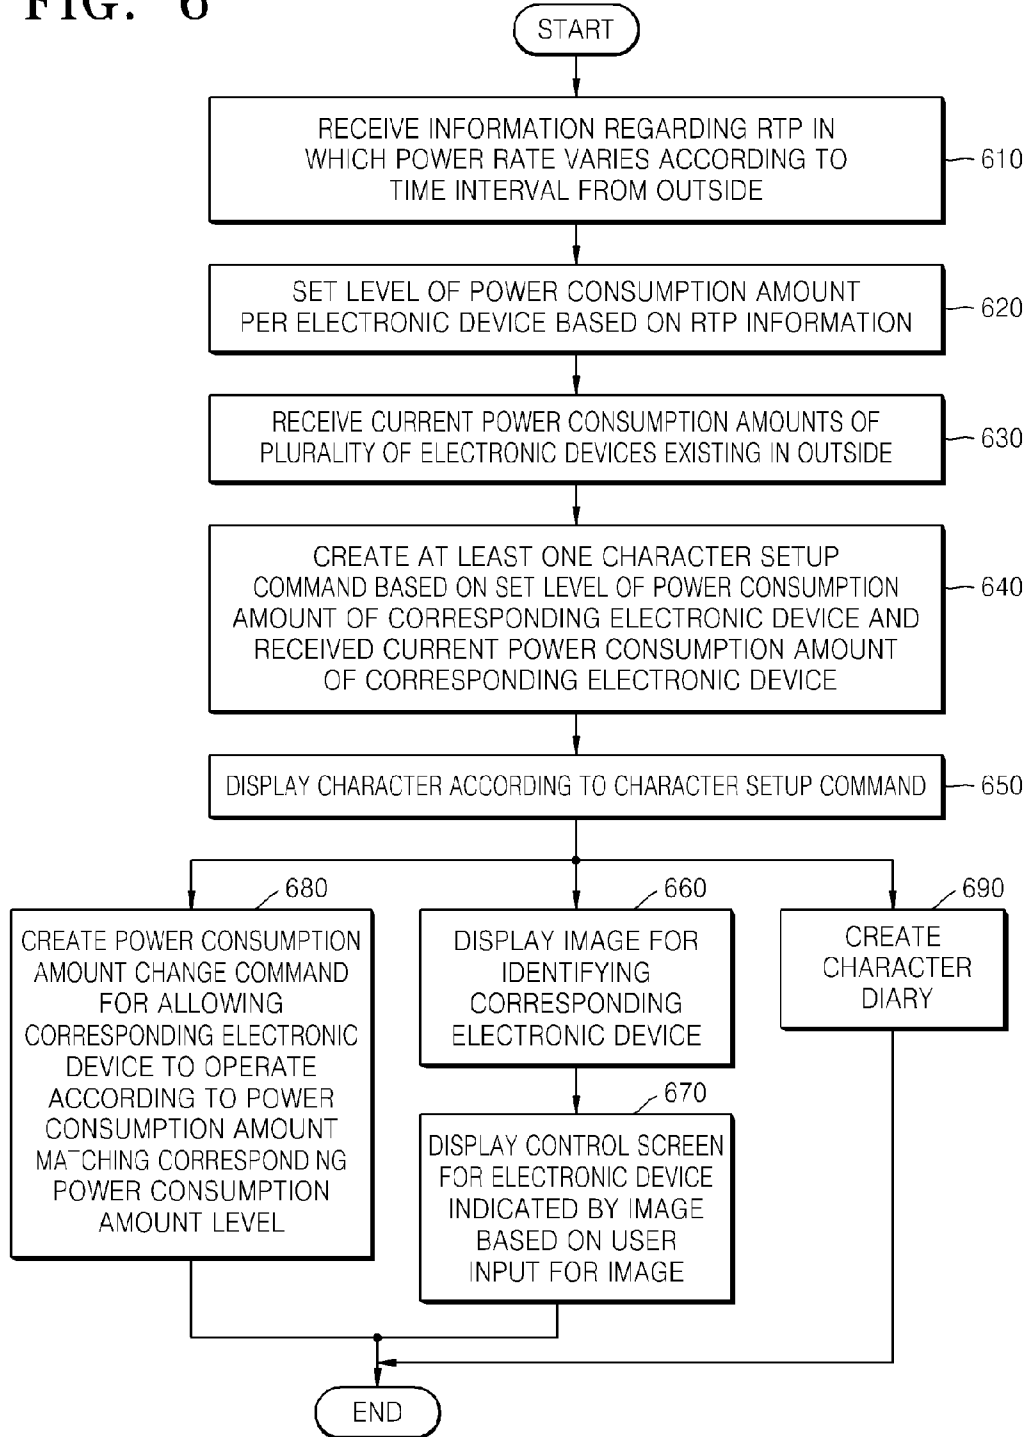 FIG. 6
START
RECEIVE INFORMATION REGARDING RTP IN
WHICH POWER RATE VARIES ACCORDING TO
TIME INTERVAL FROM OUTSIDE
610
SET LEVEL OF POWER CONSUMPTION AMOUNT
PER ELECTRONIC DEVICE BASED ON RTP INFORMATION
620
RECEIVE CURRENT POWER CONSUMPTION AMOUNTS OF
PLURALITY OF ELECTRONIC DEVICES EXISTING IN OUTSIDE
630
CREATE AT LEAST ONE CHARACTER SETUP
COMMAND BASED ON SET LEVEL OF POWER CONSUMPTION
AMOUNT OF CORRESPONDING ELECTRONIC DEVICE AND
RECEIVED CURRENT POWER CONSUMPTION AMOUNT
OF CORRESPONDING ELECTRONIC DEVICE
640
DISPLAY CHARACTER ACCORDING TO CHARACTER SETUP COMMAND
650
680
CREATE POWER CONSUMPTION
AMOUNT CHANGE COMMAND
FOR ALLOWING
CORRESPONDING ELECTRONIC
DEVICE TO OPERATE
ACCORDING TO POWER
CONSUMPTION AMOUNT
MATCHING CORRESPONDING
POWER CONSUMPTION
AMOUNT LEVEL
660
DISPLAY IMAGE FOR
IDENTIFYING
CORRESPONDING
ELECTRONIC DEVICE
670
DISPLAY CONTROL SCREEN
FOR ELECTRONIC DEVICE
INDICATED BY IMAGE
BASED ON USER
INPUT FOR IMAGE
690
CREATE
CHARACTER
DIARY
END